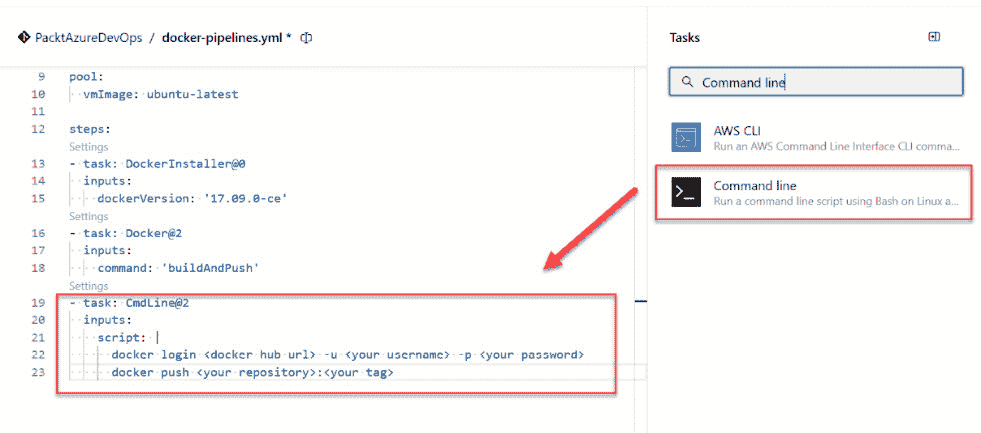 PacktAzureDevOps / docker-pipelines.yml *
9 pool:
10 vmImage: ubuntu-latest
11
12 steps:
Settings
13 - task: DockerInstaller@0
14 inputs:
15 dockerVersion: '17.09.0-ce'
Settings
16 - task: Docker@2
17 inputs:
18 command: 'buildAndPush'
Settings
19 - task: CmdLine@2
20 inputs:
21 script: |
22 docker login <docker hub url> -u <your username> -p <your password>
23 docker push <your repository>:<your tag>
Tasks
Command line
AWS CLI
Run an AWS Command Line Interface CLI comma...
Command line
Run a command line script using Bash on Linux a...